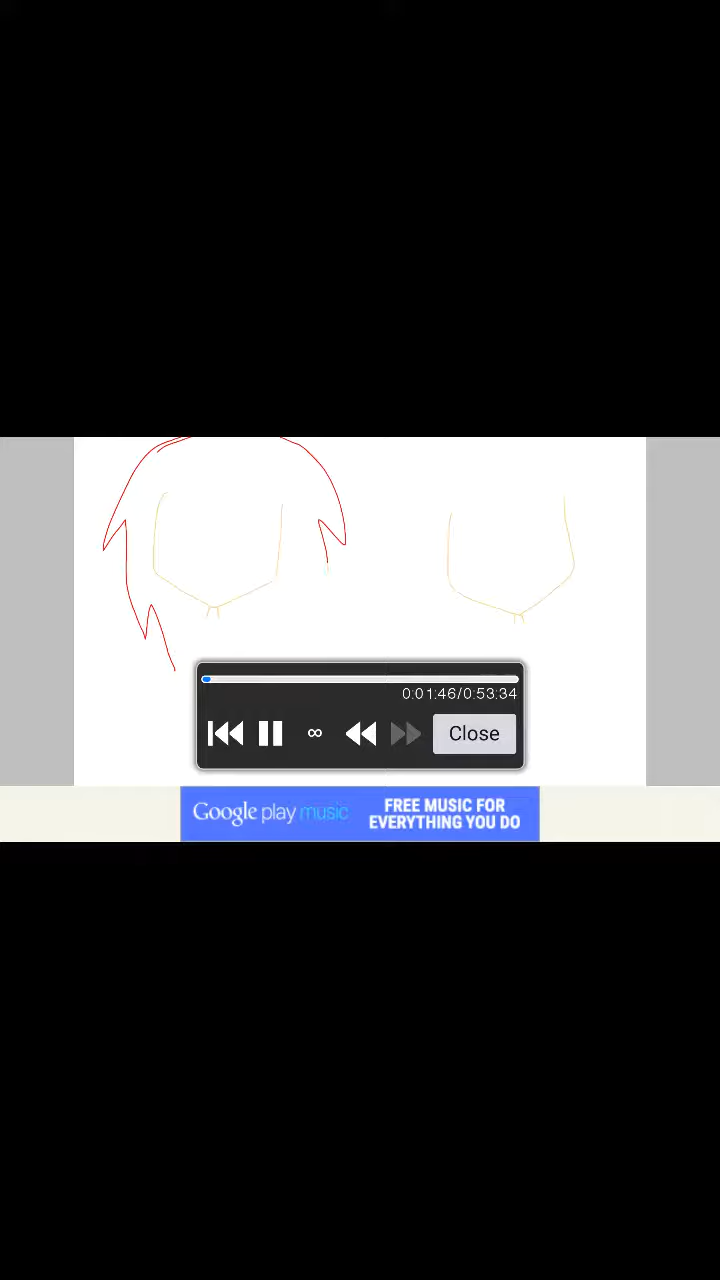 0:01:46/0:53:34
∞
Close
Google play music
FREE MUSIC FOR
EVERYTHING YOU DO